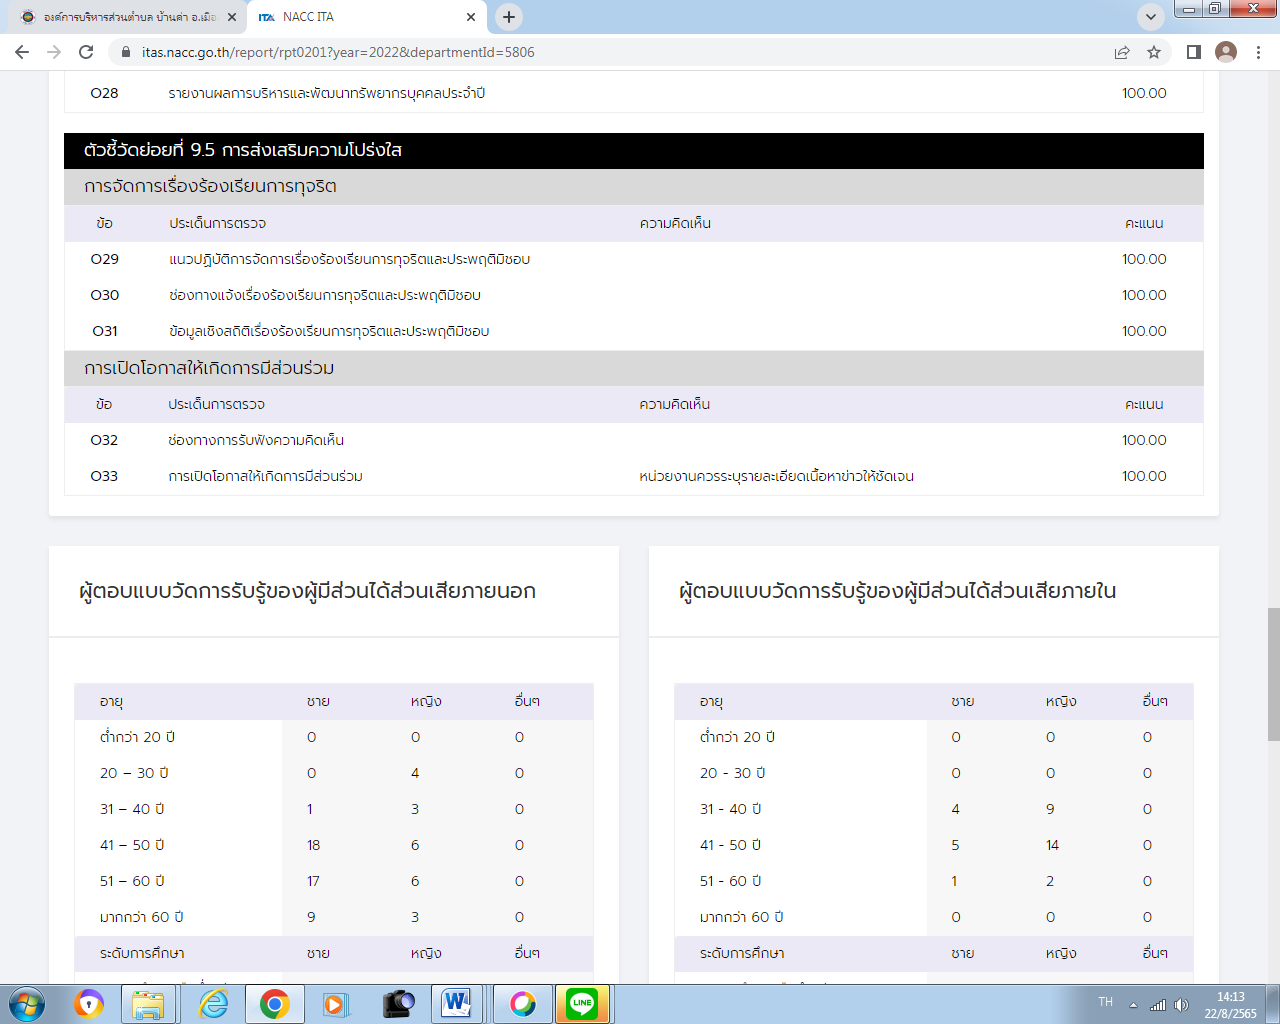 องค์การบริหารส่วนตำบล บ้านค่า อ.เมือ
NACC ITA
itas.nacc.go.th/report/rpt0201?year=2022&departmentId=5806
O28 รายงานผลการบริหารและพัฒนาทรัพยากรบุคคลประจำปี 100.00
ตัวชี้วัดย่อยที่ 9.5 การส่งเสริมความโปร่งใส
การจัดการเรื่องร้องเรียนการทุจริต
ข้อ ประเด็นการตรวจ ความคิดเห็น คะแนน
O29 แนวปฏิบัติการจัดการเรื่องร้องเรียนการทุจริตและประพฤติมิชอบ 100.00
O30 ช่องทางแจ้งเรื่องร้องเรียนการทุจริตและประพฤติมิชอบ 100.00
O31 ข้อมูลเชิงสถิติเรื่องร้องเรียนการทุจริตและประพฤติมิชอบ 100.00
การเปิดโอกาสให้เกิดการมีส่วนร่วม
ข้อ ประเด็นการตรวจ ความคิดเห็น คะแนน
O32 ช่องทางการรับฟังความคิดเห็น 100.00
O33 การเปิดโอกาสให้เกิดการมีส่วนร่วม หน่วยงานควรระบุรายละเอียดเนื้อหาข่าวให้ชัดเจน 100.00
ผู้ตอบแบบวัดการรับรู้ของผู้มีส่วนได้ส่วนเสียภายนอก
อายุ ชาย หญิง อื่นๆ
ต่ำกว่า 20 ปี 0 0 0
20 – 30 ปี 0 4 0
31 – 40 ปี 1 3 0
41 – 50 ปี 18 6 0
51 – 60 ปี 17 6 0
มากกว่า 60 ปี 9 3 0
ระดับการศึกษา ชาย หญิง อื่นๆ
ผู้ตอบแบบวัดการรับรู้ของผู้มีส่วนได้ส่วนเสียภายใน
อายุ ชาย หญิง อื่นๆ
ต่ำกว่า 20 ปี 0 0 0
20 - 30 ปี 0 0 0
31 - 40 ปี 4 9 0
41 - 50 ปี 5 14 0
51 - 60 ปี 1 2 0
มากกว่า 60 ปี 0 0 0
ระดับการศึกษา ชาย หญิง อื่นๆ
LINE
TH
14:13
22/8/2565